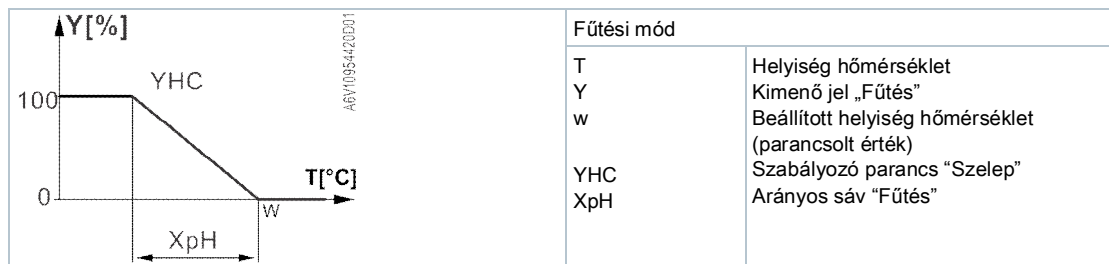 Y[%]
YHC
100
0
T[°C]
w
XpH
A6V10954420D01
Fűtési mód
T Helyiség hőmérséklet
Y Kimenő jel „Fűtés”
w Beállított helyiség hőmérséklet
(parancsolt érték)
YHC Szabályozó parancs “Szelep”
XpH Arányos sáv “Fűtés”